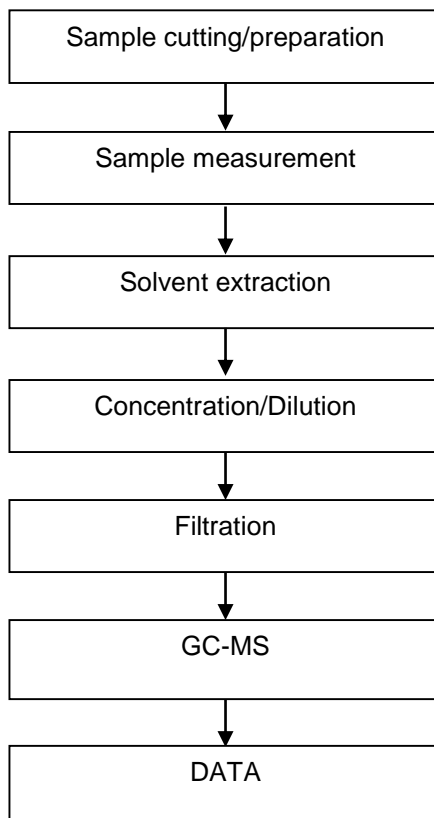 Sample cutting/preparation
Sample measurement
Solvent extraction
Concentration/Dilution
Filtration
GC-MS
DATA